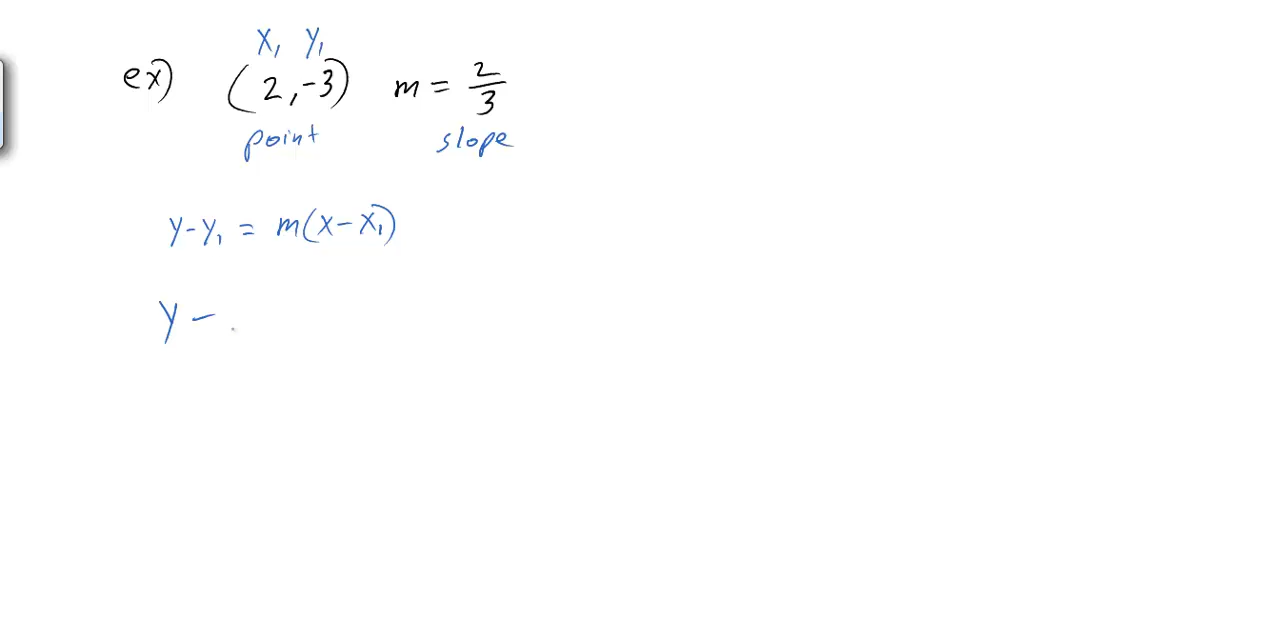 x₁ y₁
ex) (2,-3) m = 2/3
point slope
y-y₁ = m(x-x₁)
y -